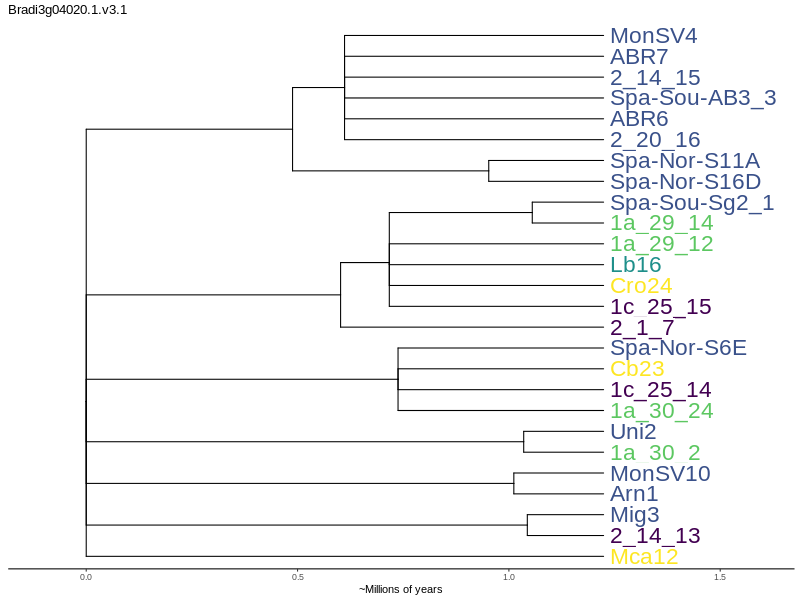 Bradi3g04020.1.v3.1
MonSV4
ABR7
2_14_15
Spa-Sou-AB3_3
ABR6
2_20_16
Spa-Nor-S11A
Spa-Nor-S16D
Spa-Sou-Sg2_1
1a_29_14
1a_29_12
Lb16
Cro24
1c_25_15
2_1_7
Spa-Nor-S6E
Cb23
1c_25_14
1a_30_24
Uni2
1a_30_2
MonSV10
Arn1
Mig3
2_14_13
Mca12
0.0 0.5 1.0 1.5
~Millions of years